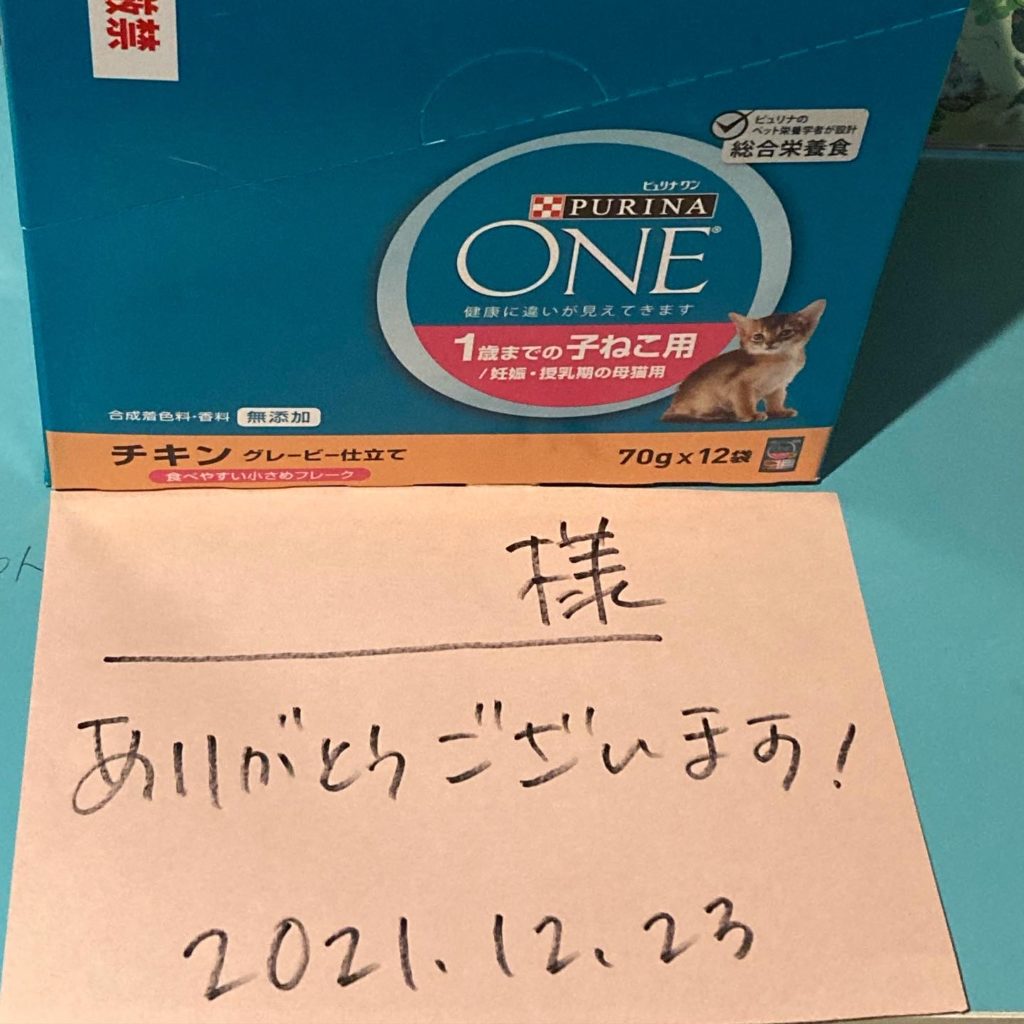 ピュリナの
ペット栄養学者が設計
総合栄養食
ピュリナ ワン
PURINA
ONE®
健康に違いが見えてきます
1歳までの子ねこ用
/妊娠・授乳期の母猫用
合成着色料・香料 無添加
チキン グレービー仕立て
70g×12袋
食べやすい小さめフレーク
様
ありがとうございます!
2021.12.23